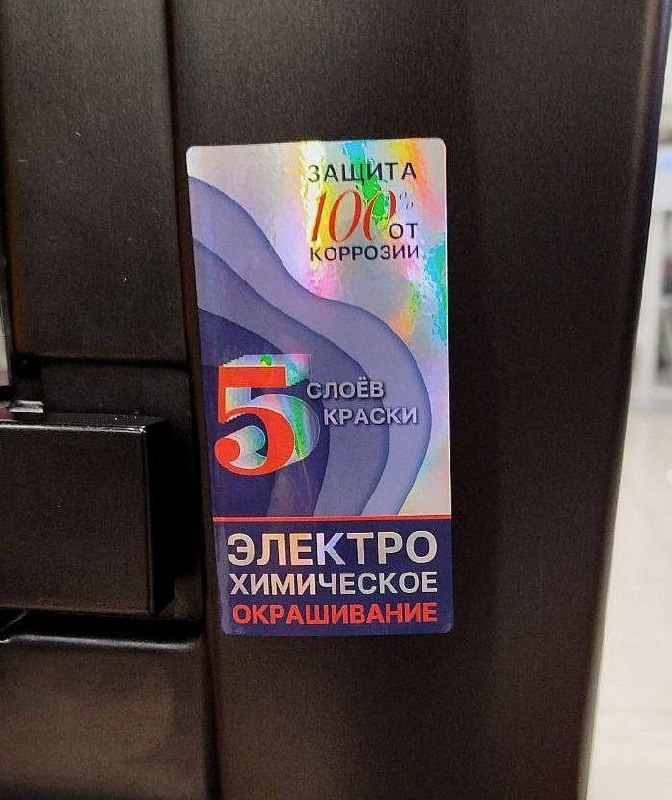 ЗАЩИТА
100%
ОТ
КОРРОЗИИ
5 СЛОЁВ
КРАСКИ
ЭЛЕКТРО
ХИМИЧЕСКОЕ
ОКРАШИВАНИЕ